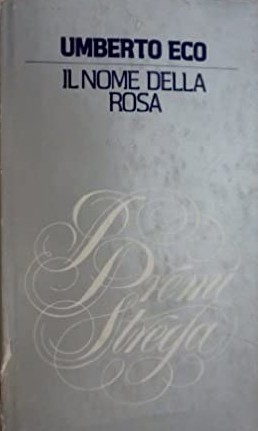 UMBERTO ECO
IL NOME DELLA
ROSA
I
Premi
Strega